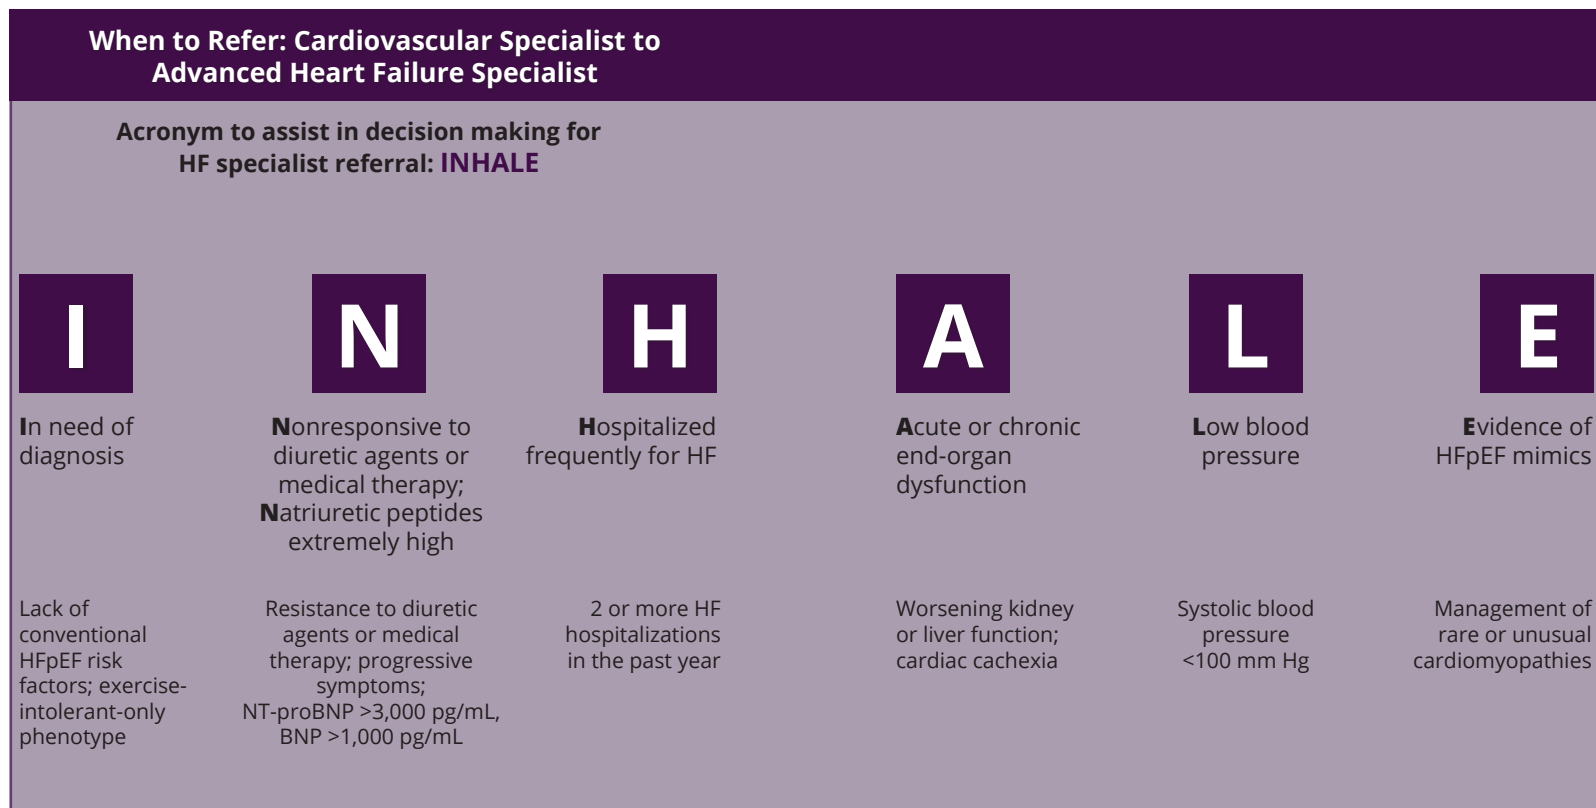 When to Refer: Cardiovascular Specialist to
Advanced Heart Failure Specialist
Acronym to assist in decision making for
HF specialist referral: INHALE
I
In need of
diagnosis
Lack of
conventional
HFpEF risk
factors; exercise-
intolerant-only
phenotype
N
Nonresponsive to
diuretic agents or
medical therapy;
Natriuretic peptides
extremely high
Resistance to diuretic
agents or medical
therapy; progressive
symptoms;
NT-proBNP >3,000 pg/mL,
BNP >1,000 pg/mL
H
Hospitalized
frequently for HF
2 or more HF
hospitalizations
in the past year
A
Acute or chronic
end-organ
dysfunction
Worsening kidney
or liver function;
cardiac cachexia
L
Low blood
pressure
Systolic blood
pressure
<100 mm Hg
E
Evidence of
HFpEF mimics
Management of
rare or unusual
cardiomyopathies